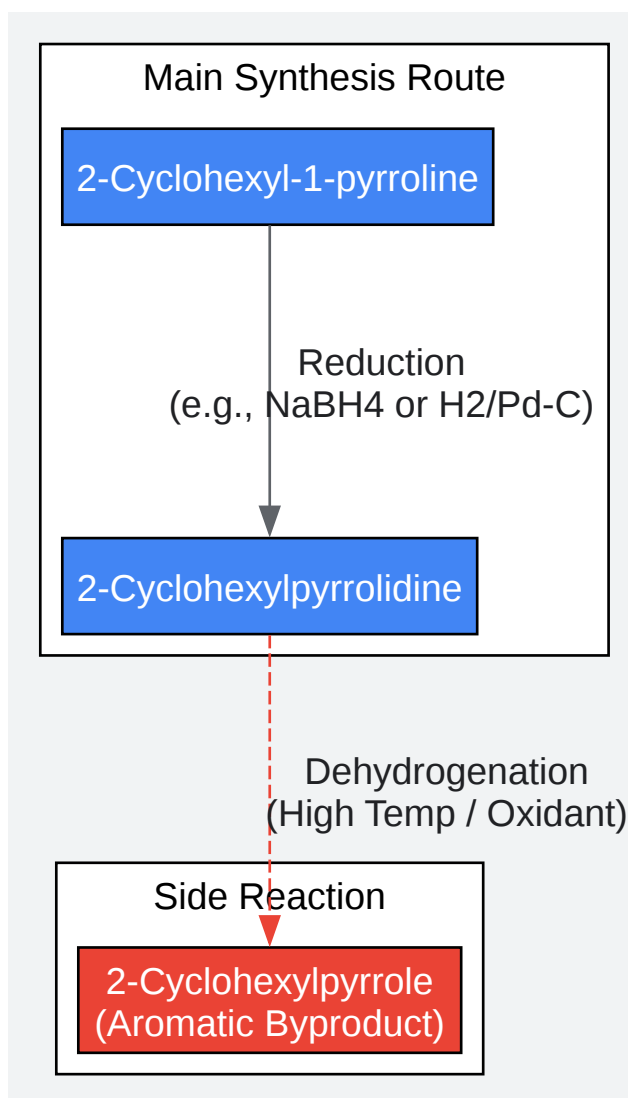 Main Synthesis Route
2-Cyclohexyl-1-pyrroline
Reduction
(e.g., NaBH4 or H2/Pd-C)
2-Cyclohexylpyrrolidine
Dehydrogenation
(High Temp / Oxidant)
Side Reaction
2-Cyclohexylpyrrole
(Aromatic Byproduct)